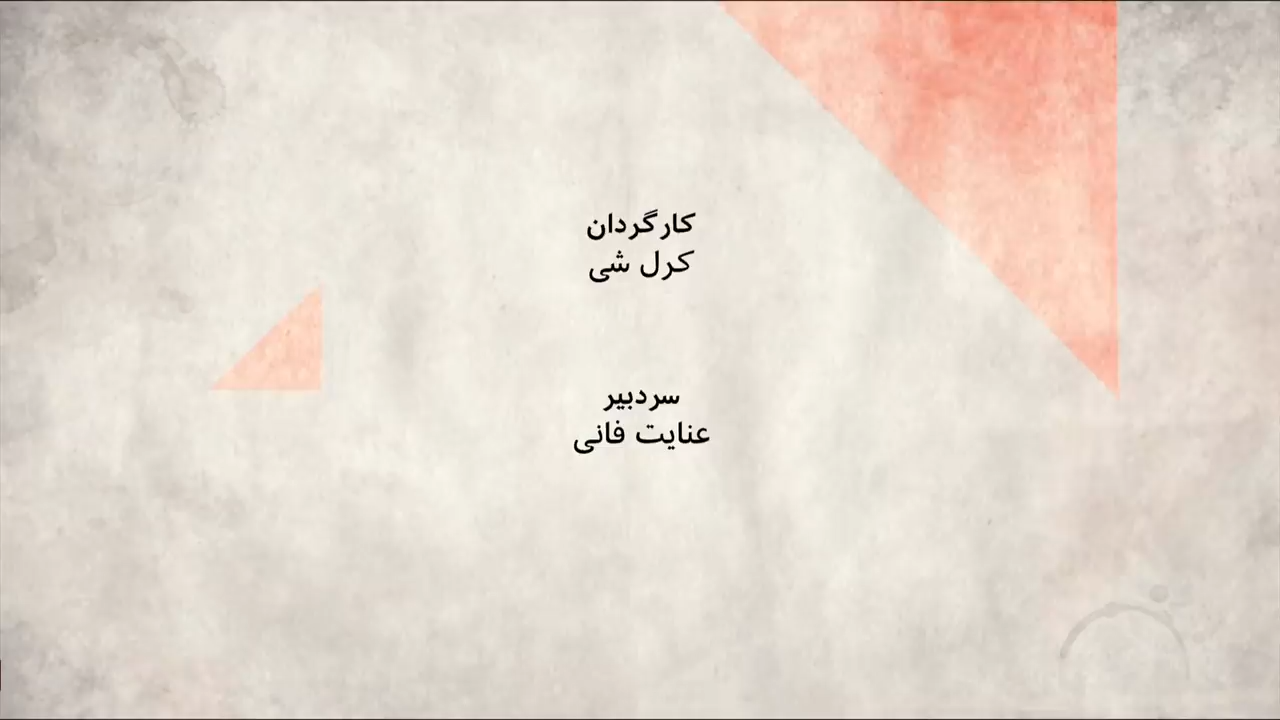 کارگردان
کرل شی
سردبیر
عنایت فانی